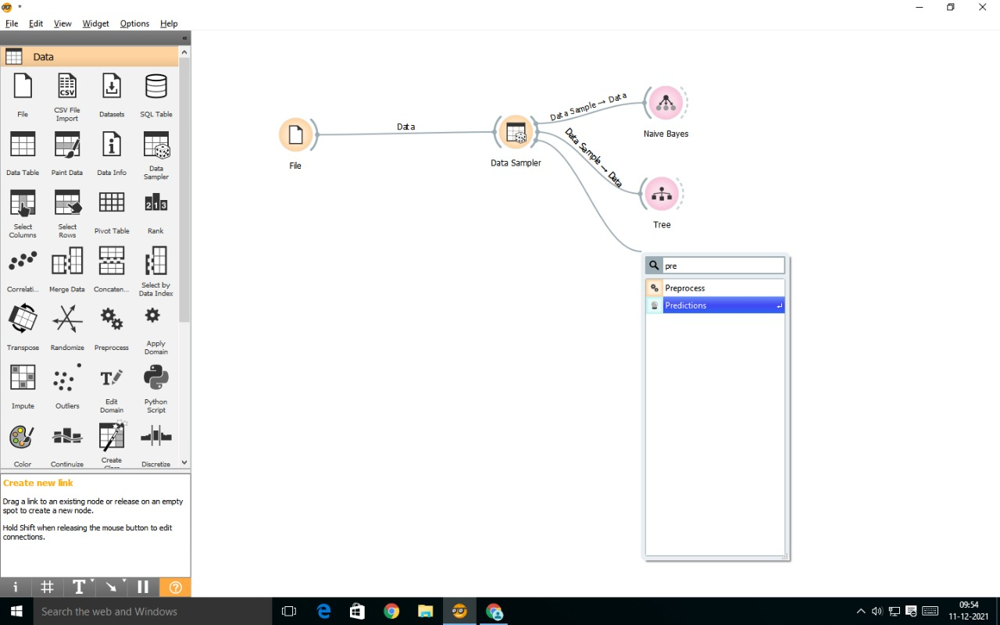 *
File Edit View Widget Options Help
«
Data
File
CSV File
Import
Datasets
SQL Table
Data Table
Paint Data
Data Info
Data
Sampler
Select
Columns
Select
Rows
Pivot Table
Rank
Correlati...
Merge Data
Concaten...
Select by
Data Index
Transpose
Randomize
Preprocess
Apply
Domain
Impute
Outliers
Edit
Domain
Python
Script
Color
Continuize
Create
Discretize
Create new link
Drag a link to an existing node or release on an empty
spot to create a new node.
Hold Shift when releasing the mouse button to edit
connections.
File
Data
Data Sampler
Data Sample → Data
Naive Bayes
Data Sample → Data
Tree
pre
Preprocess
Predictions
Search the web and Windows
09:54
11-12-2021